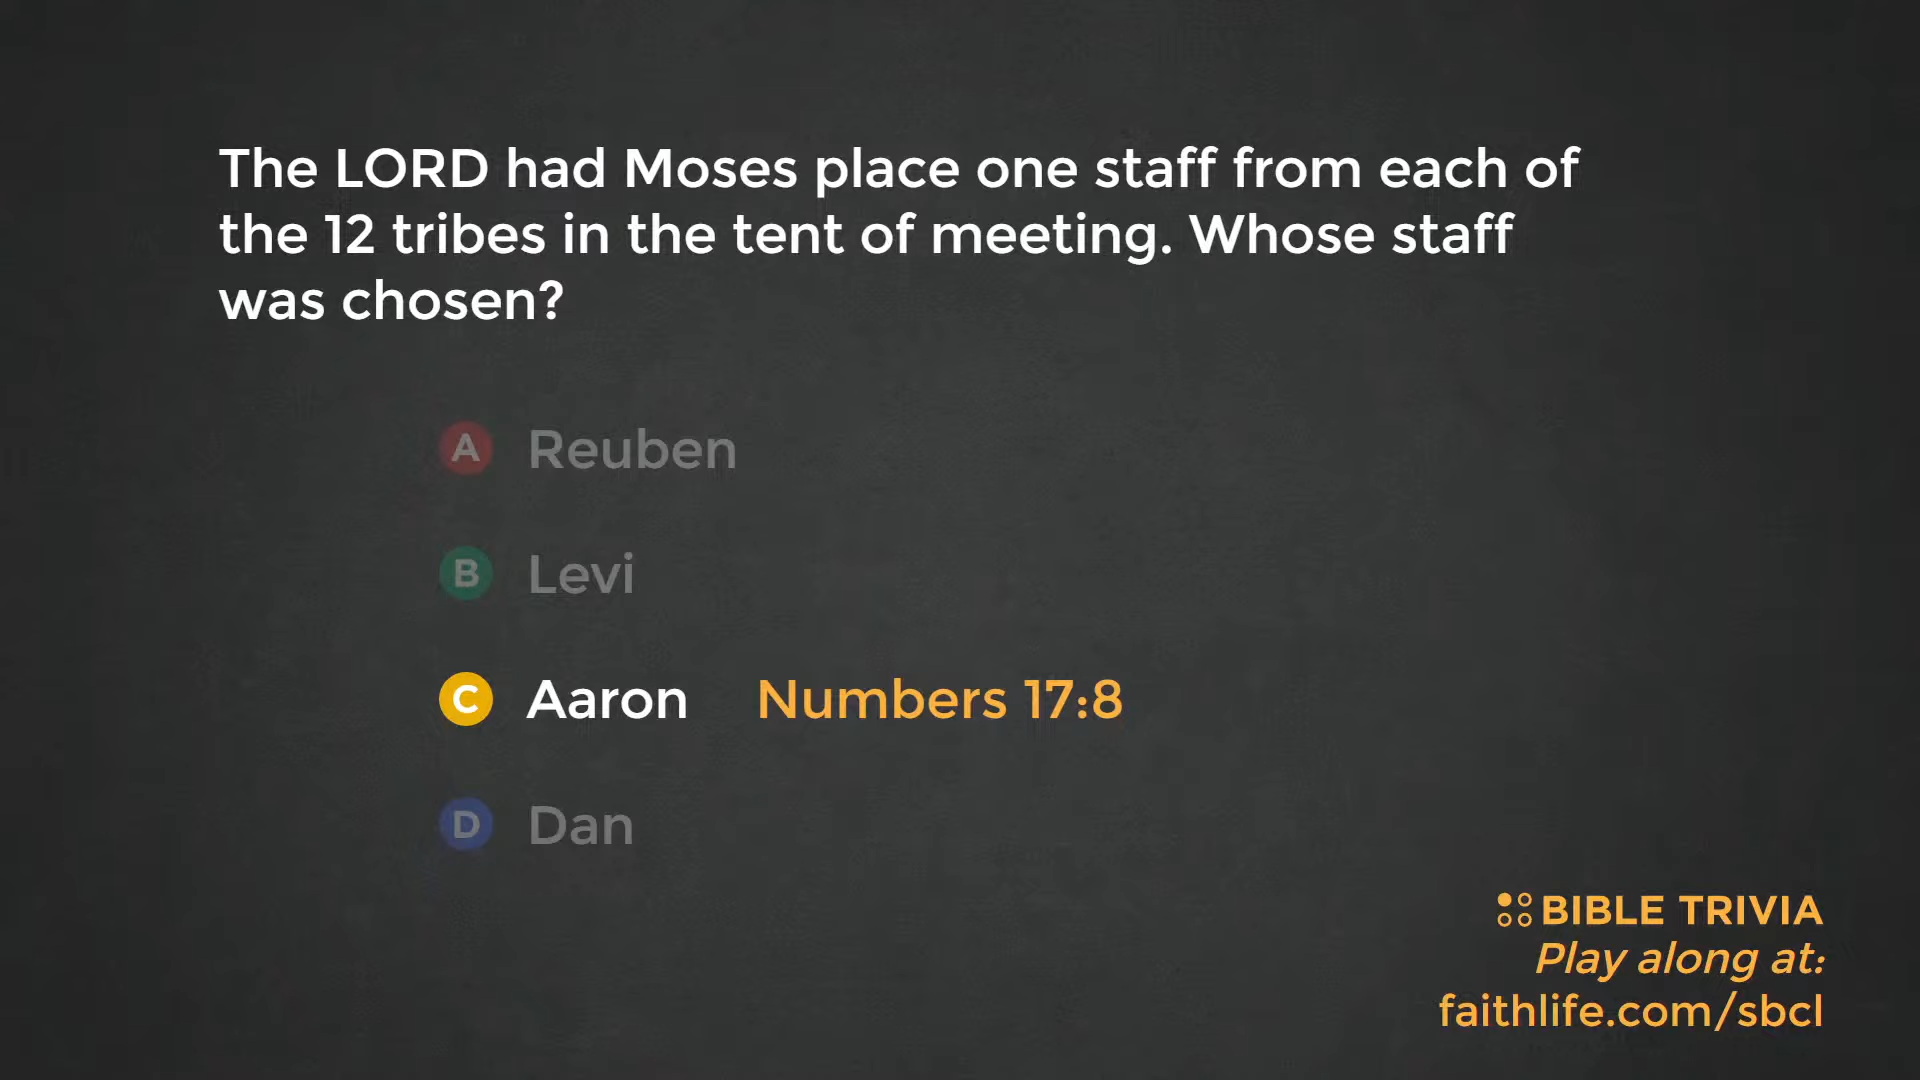 The LORD had Moses place one staff from each of
the 12 tribes in the tent of meeting. Whose staff
was chosen?
A Reuben
B Levi
C Aaron Numbers 17:8
D Dan
BIBLE TRIVIA
Play along at:
faithlife.com/sbcl